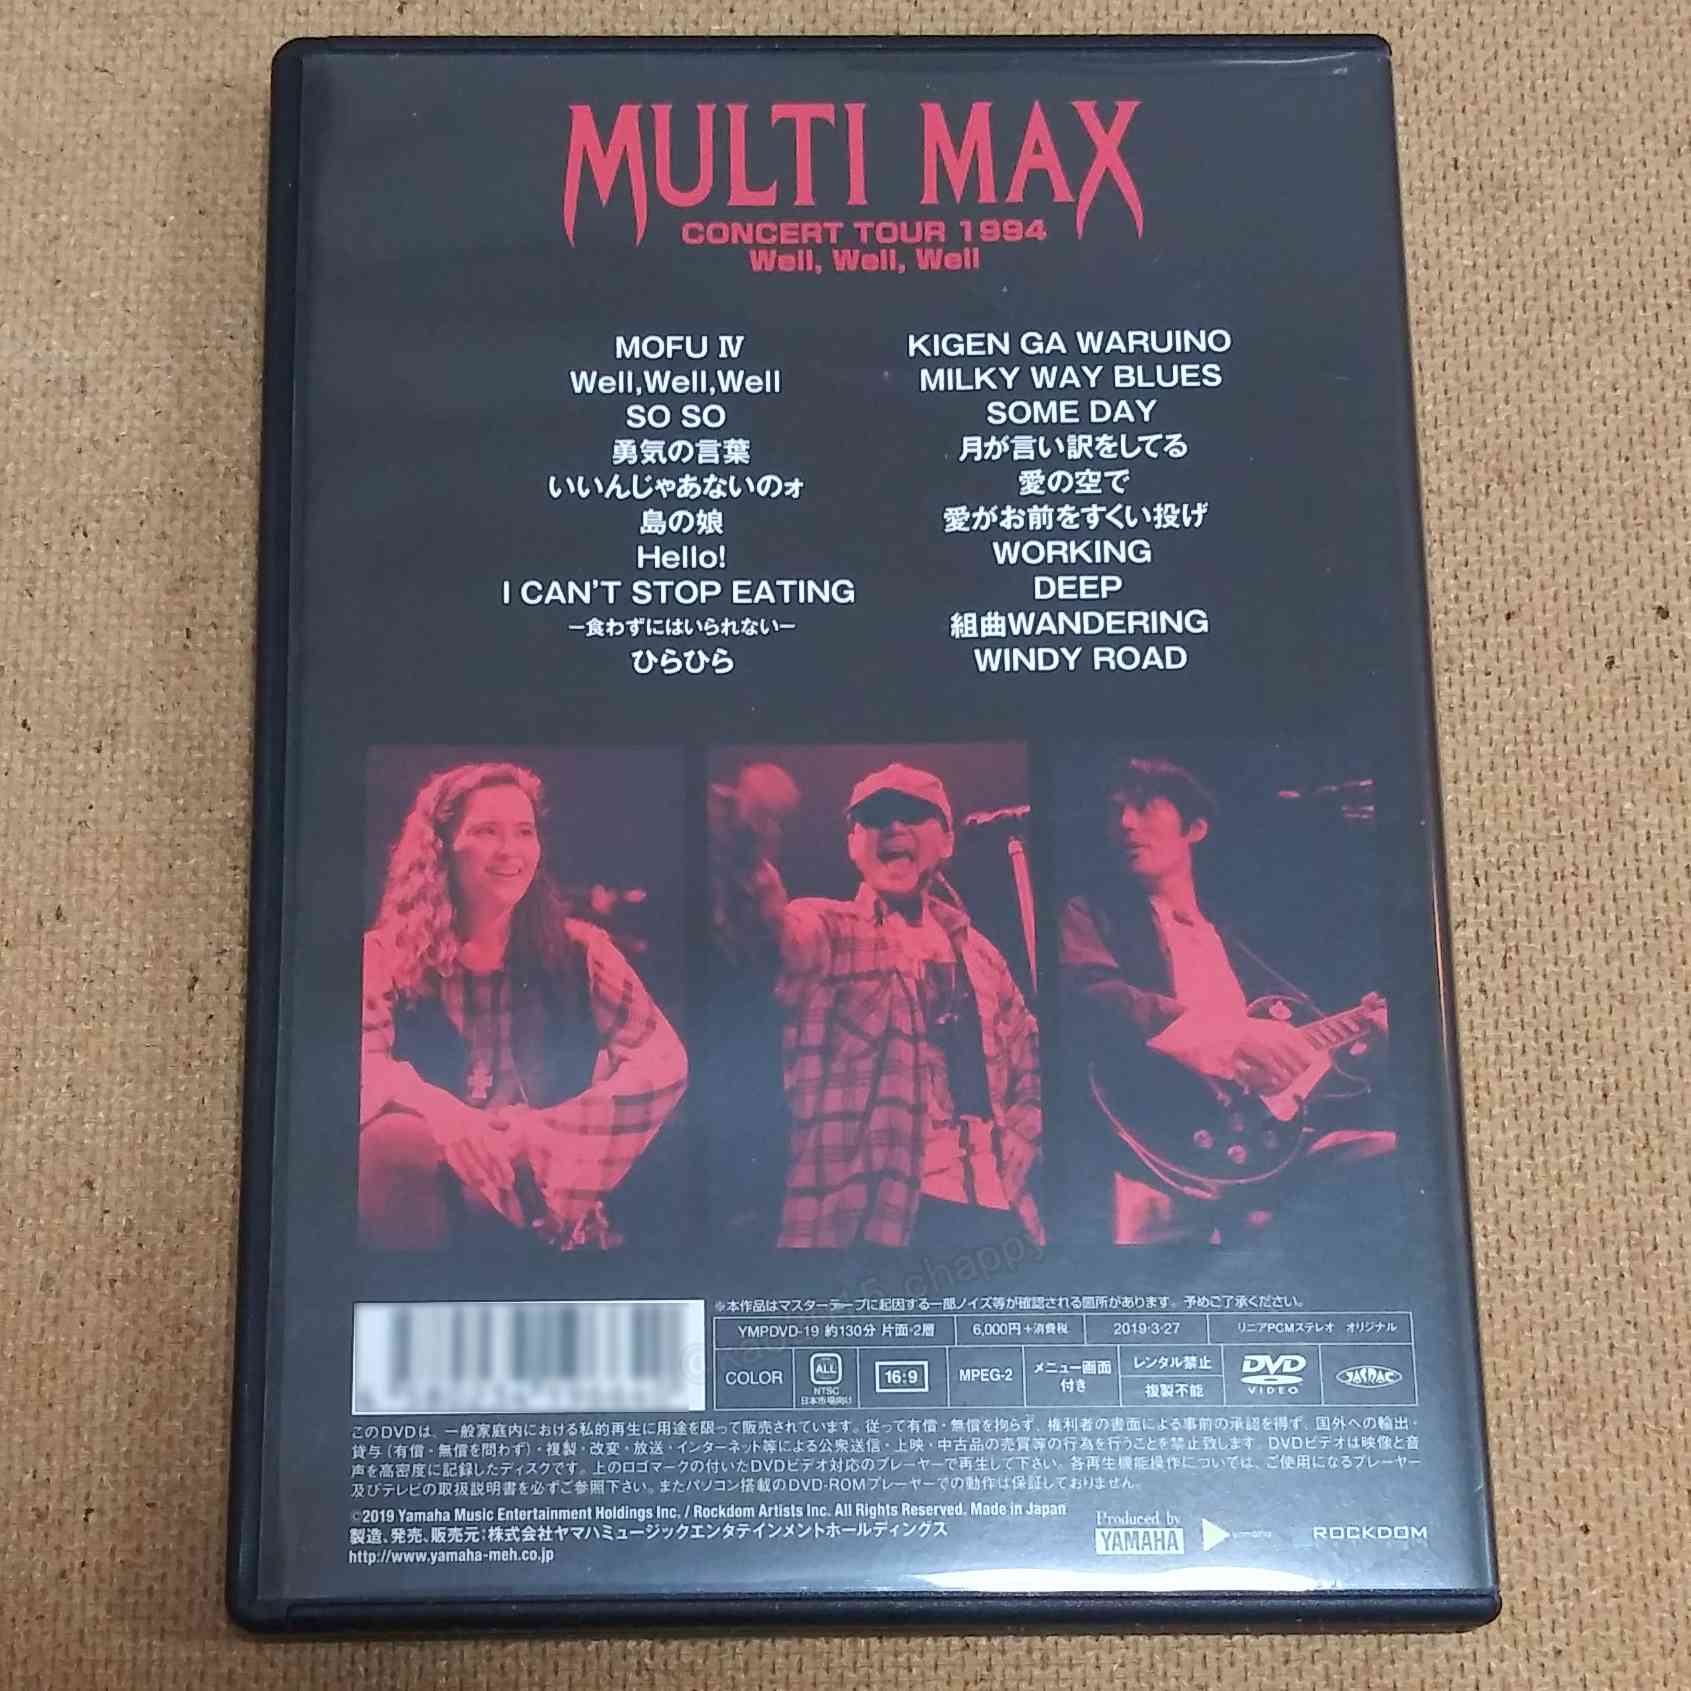 MULTI MAX
CONCERT TOUR 1994
Well, Well, Well
MOFU Ⅳ
Well,Well,Well
SO SO
勇気の言葉
いいんじゃあないのォ
島の娘
Hello!
I CAN'T STOP EATING
－食わずにはいられない－
ひらひら
KIGEN GA WARUINO
MILKY WAY BLUES
SOME DAY
月が言い訳をしてる
愛の空で
愛がお前をすくい投げ
WORKING
DEEP
組曲WANDERING
WINDY ROAD
chappy
※本作品はマスターテープに起因する一部ノイズ等が確認される箇所があります。予めご了承ください。
YMPDVD-19 約130分 片面・2層 6,000円+消費税 2019・3・27 リニアPCMステレオ オリジナル
COLOR ALL NTSC 日本市場向け 16:9 MPEG-2 メニュー画面付き レンタル禁止 複製不能 DVD VIDEO JASRAC
このDVDは、一般家庭内における私的再生に用途を限って販売されています。従って有償・無償を拘らず、権利者の書面による事前の承認を得ず、国外への輸出・
貸与（有償・無償を問わず）・複製・改変・放送・インターネット等による公衆送信・上映・中古品の売買等の行為を行うことを禁止致します。DVDビデオは映像と音
声を高密度に記録したディスクです。上のロゴマークの付いたDVDビデオ対応のプレーヤーで再生して下さい。各再生機能操作については、ご使用になるプレーヤー
及びテレビの取扱説明書を必ずご参照下さい。またパソコン搭載のDVD-ROMプレーヤーでの動作は保証しておりません。
©2019 Yamaha Music Entertainment Holdings Inc. / Rockdom Artists Inc. All Rights Reserved. Made in Japan
製造、発売、販売元：株式会社ヤマハミュージックエンタテインメントホールディングス
http://www.yamaha-meh.co.jp
Produced by
YAMAHA
yamaha
ROCKDOM